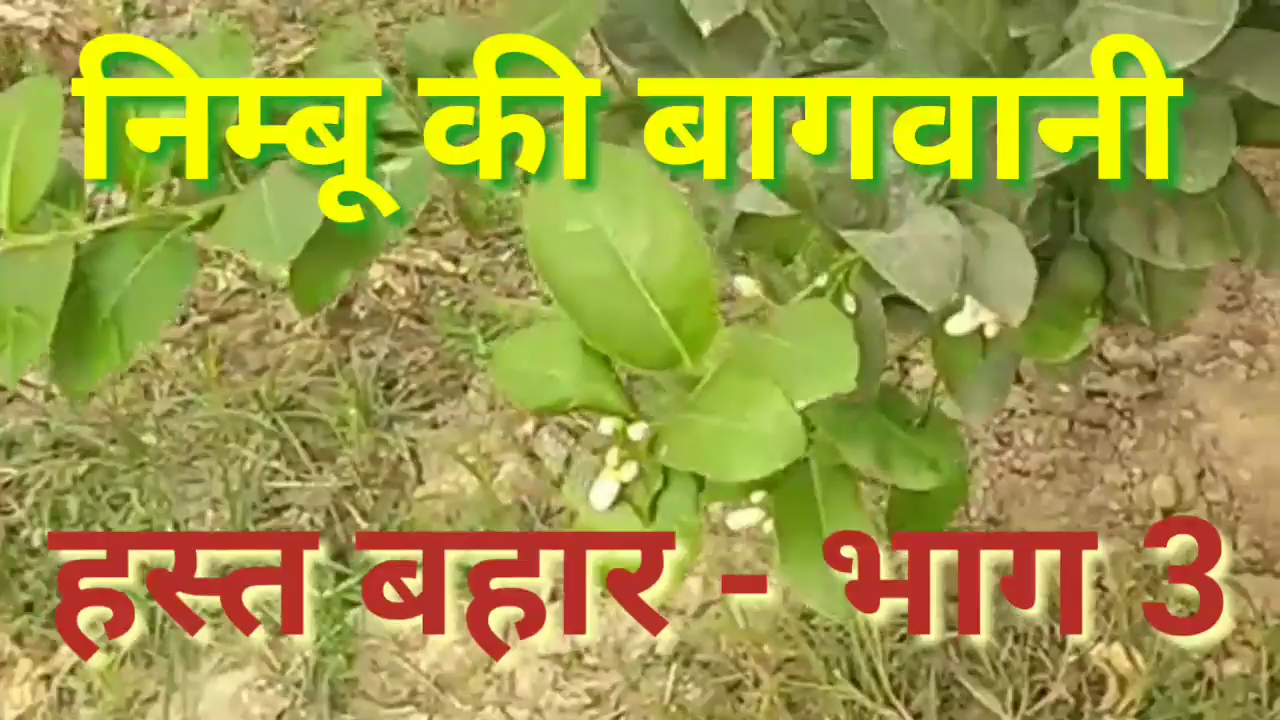 निम्बू की बागवानी
हस्त बहार - भाग 3